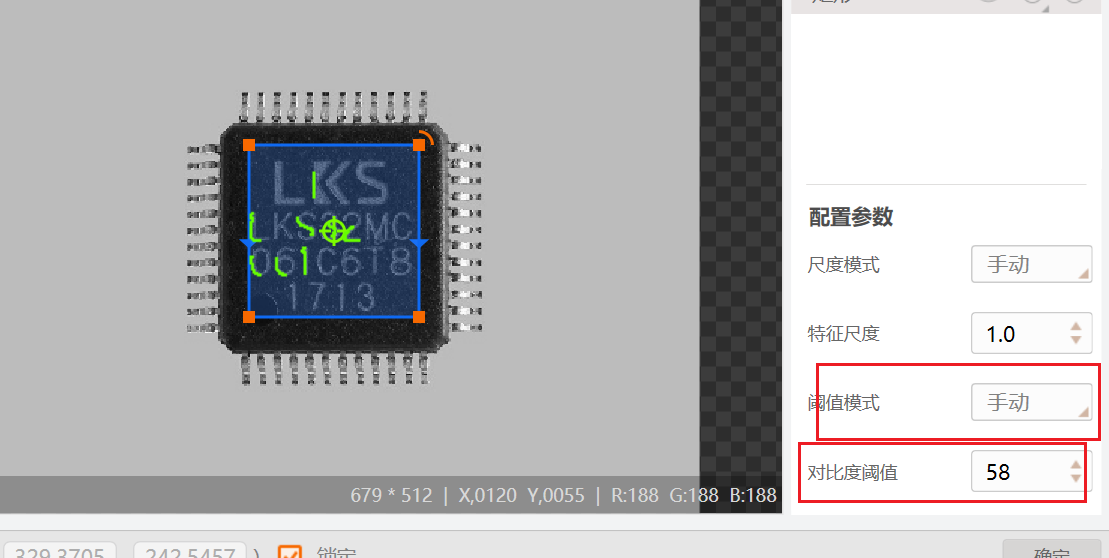 矩形
LKS
LKS32MC
061C6T8
1713
配置参数
尺度模式 手动
特征尺度 1.0
阈值模式 手动
对比度阈值 58
679 * 512 | X,0120 Y,0055 | R:188 G:188 B:188
329.3705 , 242.5457 ) 锁定 确定